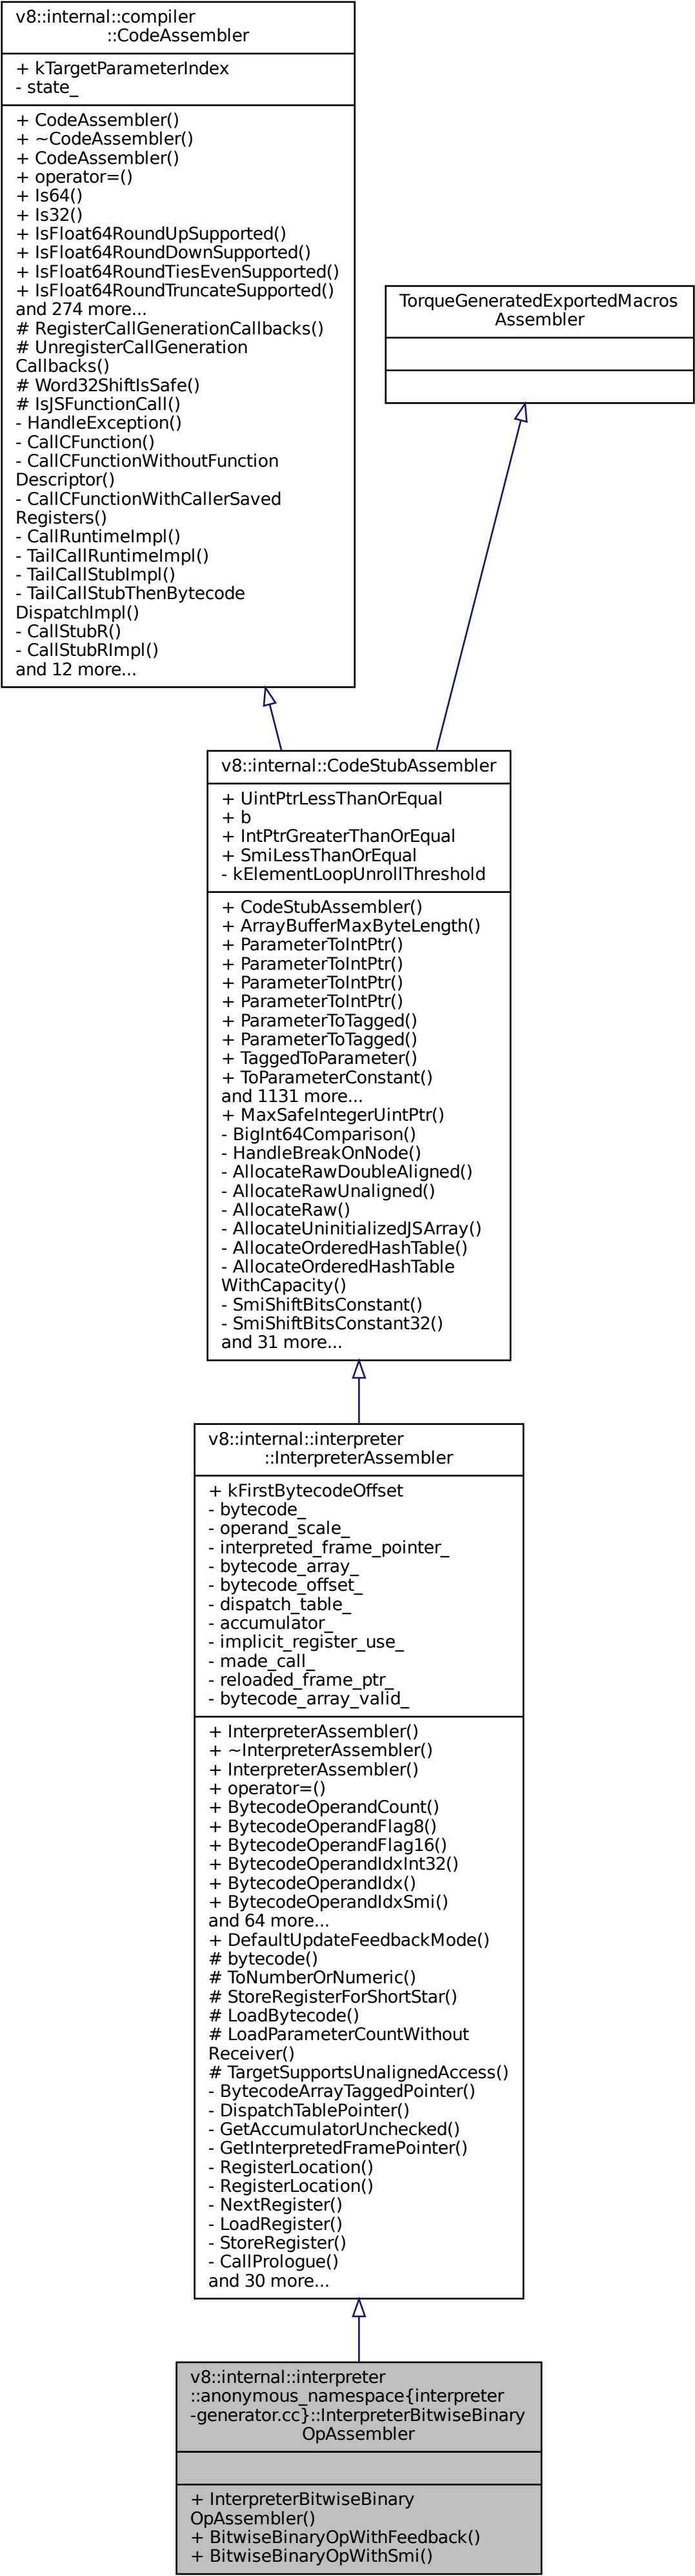 v8::internal::compiler
::CodeAssembler
+ kTargetParameterIndex
- state_
+ CodeAssembler()
+ ~CodeAssembler()
+ CodeAssembler()
+ operator=()
+ Is64()
+ Is32()
+ IsFloat64RoundUpSupported()
+ IsFloat64RoundDownSupported()
+ IsFloat64RoundTiesEvenSupported()
+ IsFloat64RoundTruncateSupported()
and 274 more...
# RegisterCallGenerationCallbacks()
# UnregisterCallGeneration
Callbacks()
# Word32ShiftIsSafe()
# IsJSFunctionCall()
- HandleException()
- CallCFunction()
- CallCFunctionWithoutFunction
Descriptor()
- CallCFunctionWithCallerSaved
Registers()
- CallRuntimeImpl()
- TailCallRuntimeImpl()
- TailCallStubImpl()
- TailCallStubThenBytecode
DispatchImpl()
- CallStubR()
- CallStubRImpl()
and 12 more...
TorqueGeneratedExportedMacros
Assembler
v8::internal::CodeStubAssembler
+ UintPtrLessThanOrEqual
+ b
+ IntPtrGreaterThanOrEqual
+ SmiLessThanOrEqual
- kElementLoopUnrollThreshold
+ CodeStubAssembler()
+ ArrayBufferMaxByteLength()
+ ParameterToIntPtr()
+ ParameterToIntPtr()
+ ParameterToIntPtr()
+ ParameterToIntPtr()
+ ParameterToTagged()
+ ParameterToTagged()
+ TaggedToParameter()
+ ToParameterConstant()
and 1131 more...
+ MaxSafeIntegerUintPtr()
- BigInt64Comparison()
- HandleBreakOnNode()
- AllocateRawDoubleAligned()
- AllocateRawUnaligned()
- AllocateRaw()
- AllocateUninitializedJSArray()
- AllocateOrderedHashTable()
- AllocateOrderedHashTable
WithCapacity()
- SmiShiftBitsConstant()
- SmiShiftBitsConstant32()
and 31 more...
v8::internal::interpreter
::InterpreterAssembler
+ kFirstBytecodeOffset
- bytecode_
- operand_scale_
- interpreted_frame_pointer_
- bytecode_array_
- bytecode_offset_
- dispatch_table_
- accumulator_
- implicit_register_use_
- made_call_
- reloaded_frame_ptr_
- bytecode_array_valid_
+ InterpreterAssembler()
+ ~InterpreterAssembler()
+ InterpreterAssembler()
+ operator=()
+ BytecodeOperandCount()
+ BytecodeOperandFlag8()
+ BytecodeOperandFlag16()
+ BytecodeOperandIdxInt32()
+ BytecodeOperandIdx()
+ BytecodeOperandIdxSmi()
and 64 more...
+ DefaultUpdateFeedbackMode()
# bytecode()
# ToNumberOrNumeric()
# StoreRegisterForShortStar()
# LoadBytecode()
# LoadParameterCountWithout
Receiver()
# TargetSupportsUnalignedAccess()
- BytecodeArrayTaggedPointer()
- DispatchTablePointer()
- GetAccumulatorUnchecked()
- GetInterpretedFramePointer()
- RegisterLocation()
- RegisterLocation()
- NextRegister()
- LoadRegister()
- StoreRegister()
- CallPrologue()
and 30 more...
v8::internal::interpreter
::anonymous_namespace{interpreter
-generator.cc}::InterpreterBitwiseBinary
OpAssembler
+ InterpreterBitwiseBinary
OpAssembler()
+ BitwiseBinaryOpWithFeedback()
+ BitwiseBinaryOpWithSmi()